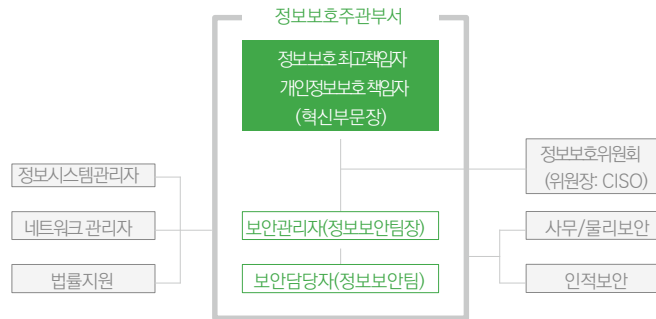 정보보호주관부서
정보보호 최고책임자
개인정보보호 책임자
(혁신부문장)
정보시스템관리자
네트워크 관리자
법률지원
보안관리자(정보보안팀장)
보안담당자(정보보안팀)
정보보호위원회
(위원장: CISO)
사무/물리보안
인적보안